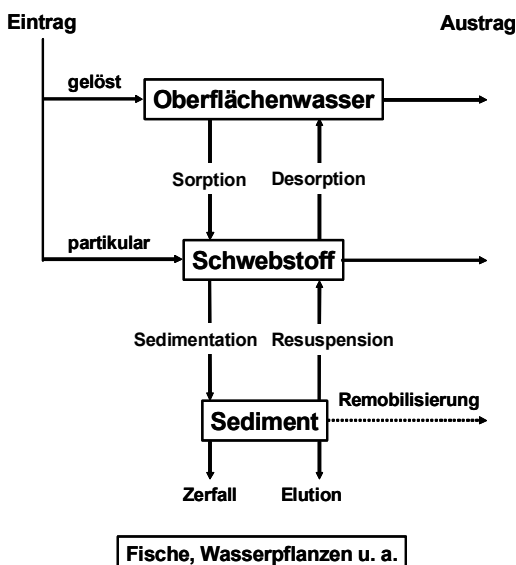 Eintrag
Austrag
gelöst
Oberflächenwasser
Sorption
Desorption
partikular
Schwebstoff
Sedimentation
Resuspension
Remobilisierung
Sediment
Zerfall
Elution
Fische, Wasserpflanzen u. a.